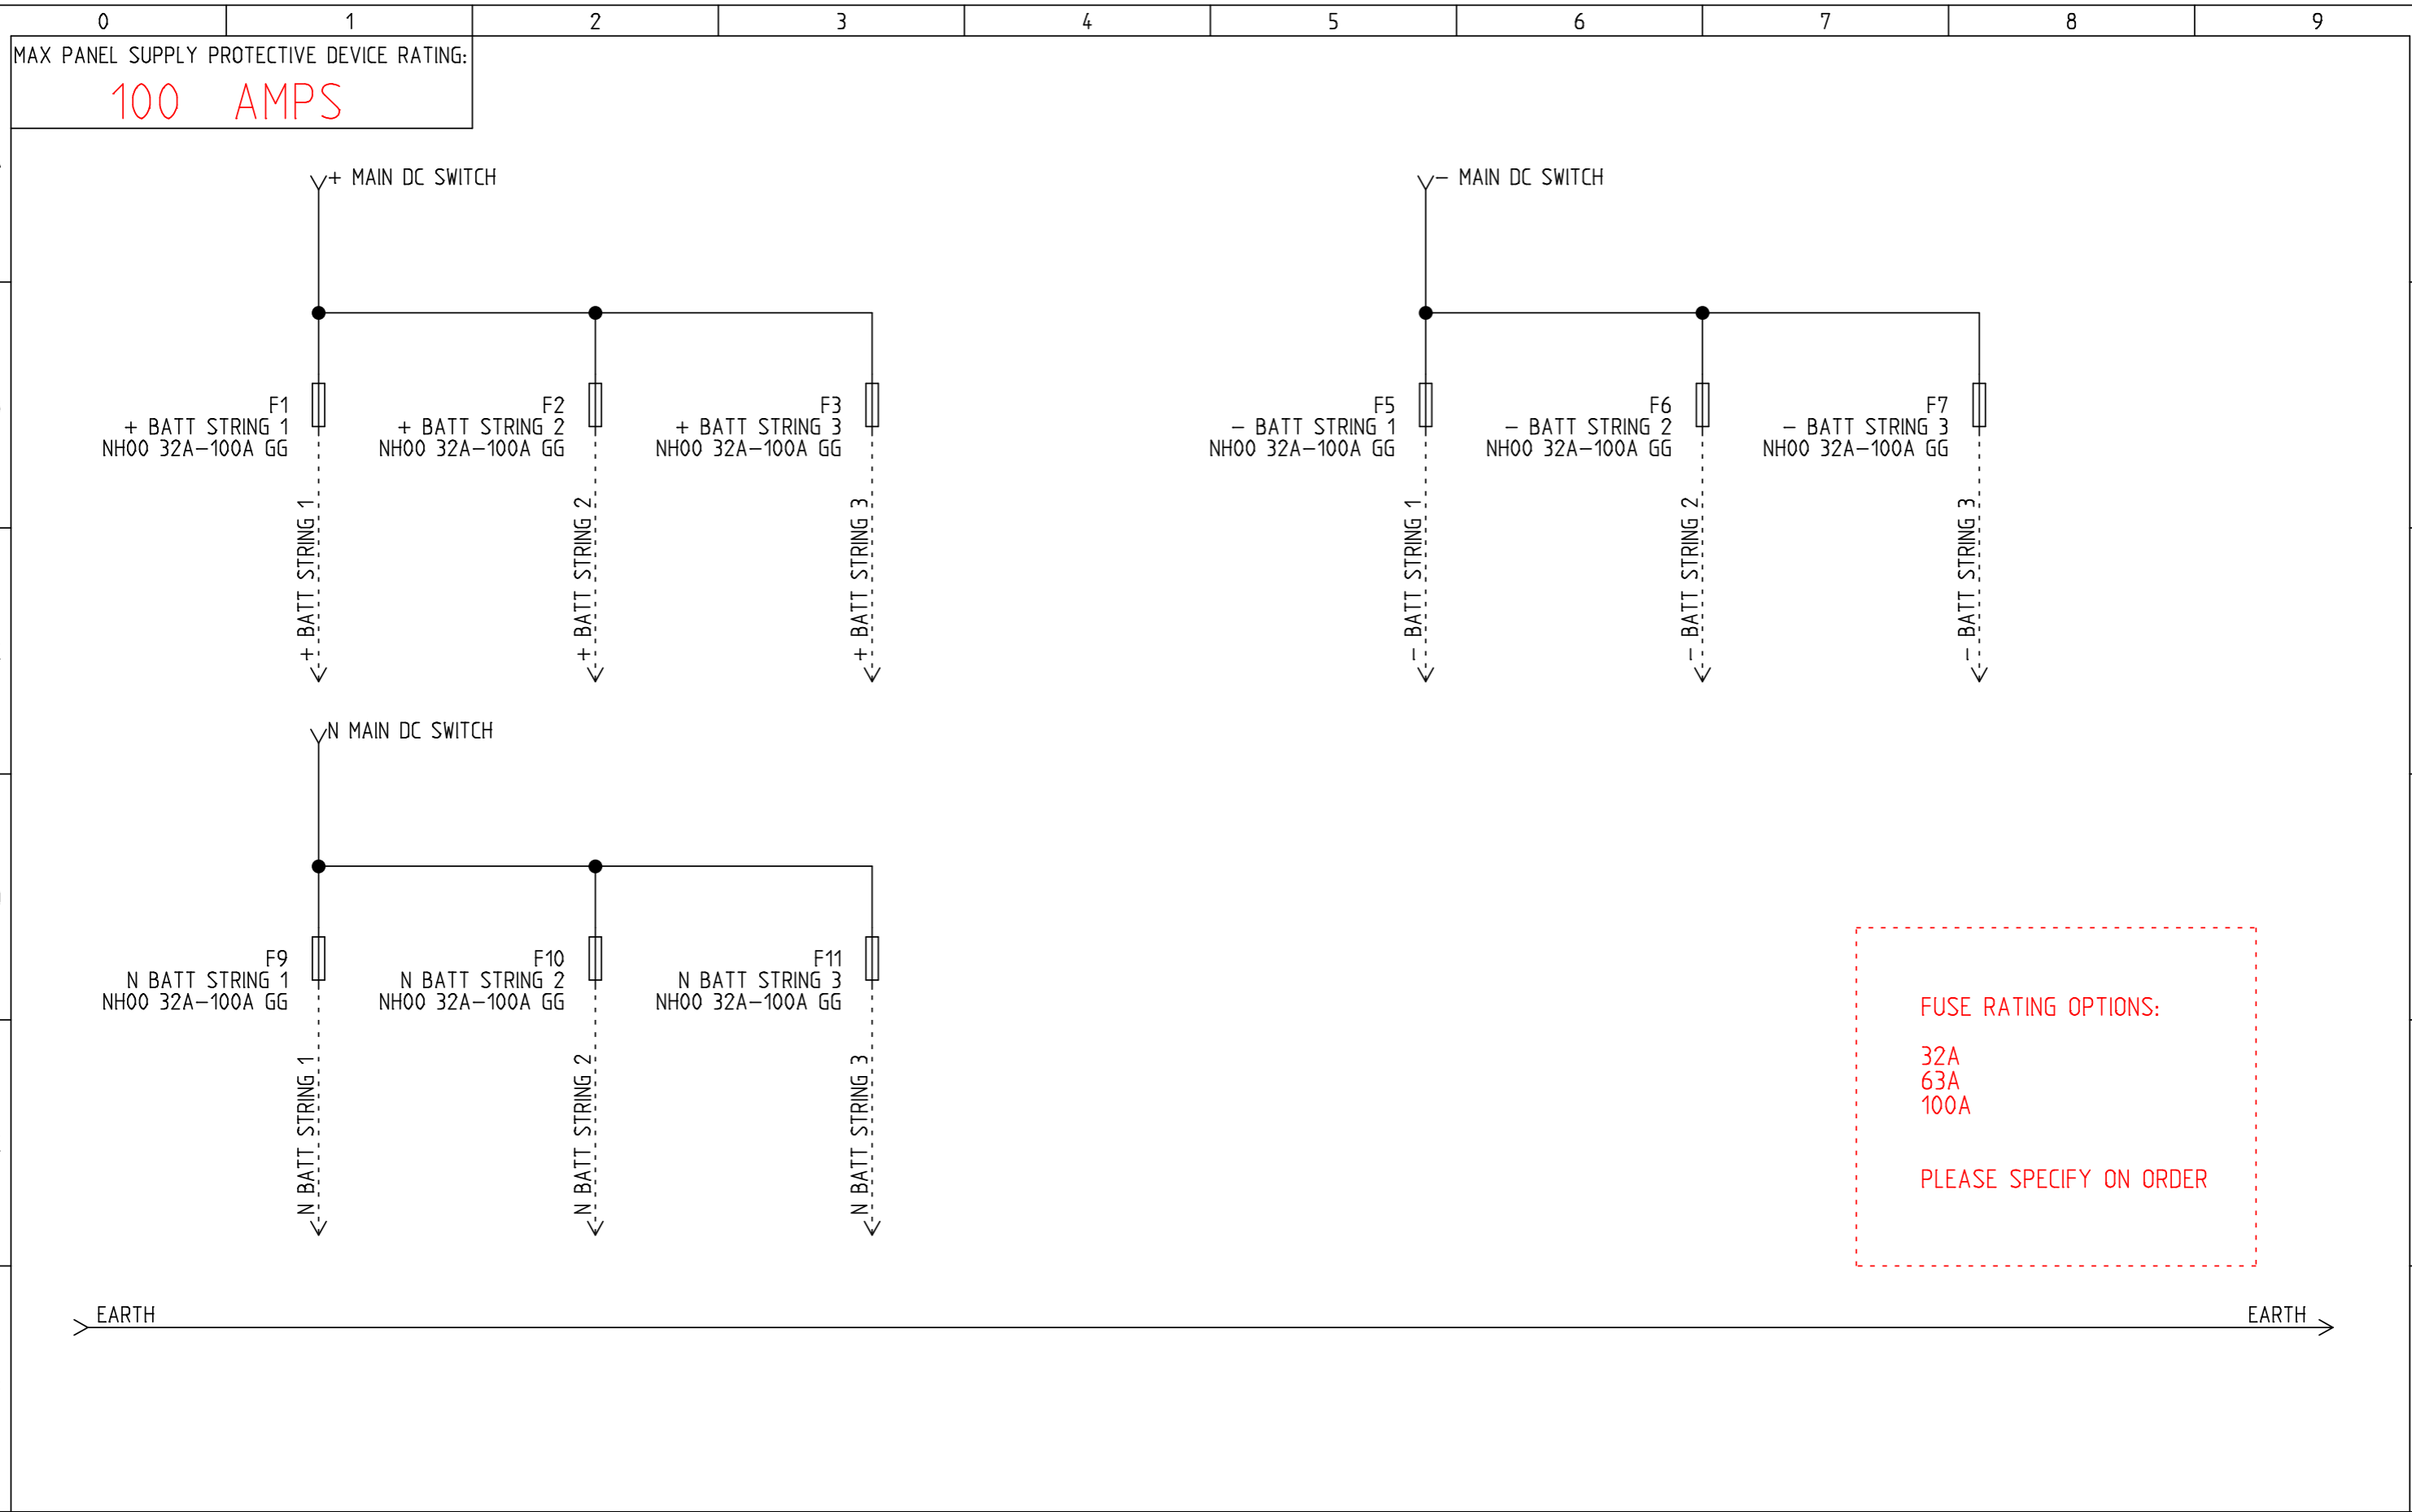 0 1 2 3 4 5 6 7 8 9
MAX PANEL SUPPLY PROTECTIVE DEVICE RATING:
100 AMPS
+ MAIN DC SWITCH
- MAIN DC SWITCH
F1
+ BATT STRING 1
NH00 32A-100A GG
F2
+ BATT STRING 2
NH00 32A-100A GG
F3
+ BATT STRING 3
NH00 32A-100A GG
F5
- BATT STRING 1
NH00 32A-100A GG
F6
- BATT STRING 2
NH00 32A-100A GG
F7
- BATT STRING 3
NH00 32A-100A GG
+ BATT STRING 1
+ BATT STRING 2
+ BATT STRING 3
- BATT STRING 1
- BATT STRING 2
- BATT STRING 3
N MAIN DC SWITCH
F9
N BATT STRING 1
NH00 32A-100A GG
F10
N BATT STRING 2
NH00 32A-100A GG
F11
N BATT STRING 3
NH00 32A-100A GG
N BATT STRING 1
N BATT STRING 2
N BATT STRING 3
FUSE RATING OPTIONS:
32A
63A
100A
PLEASE SPECIFY ON ORDER
EARTH
EARTH